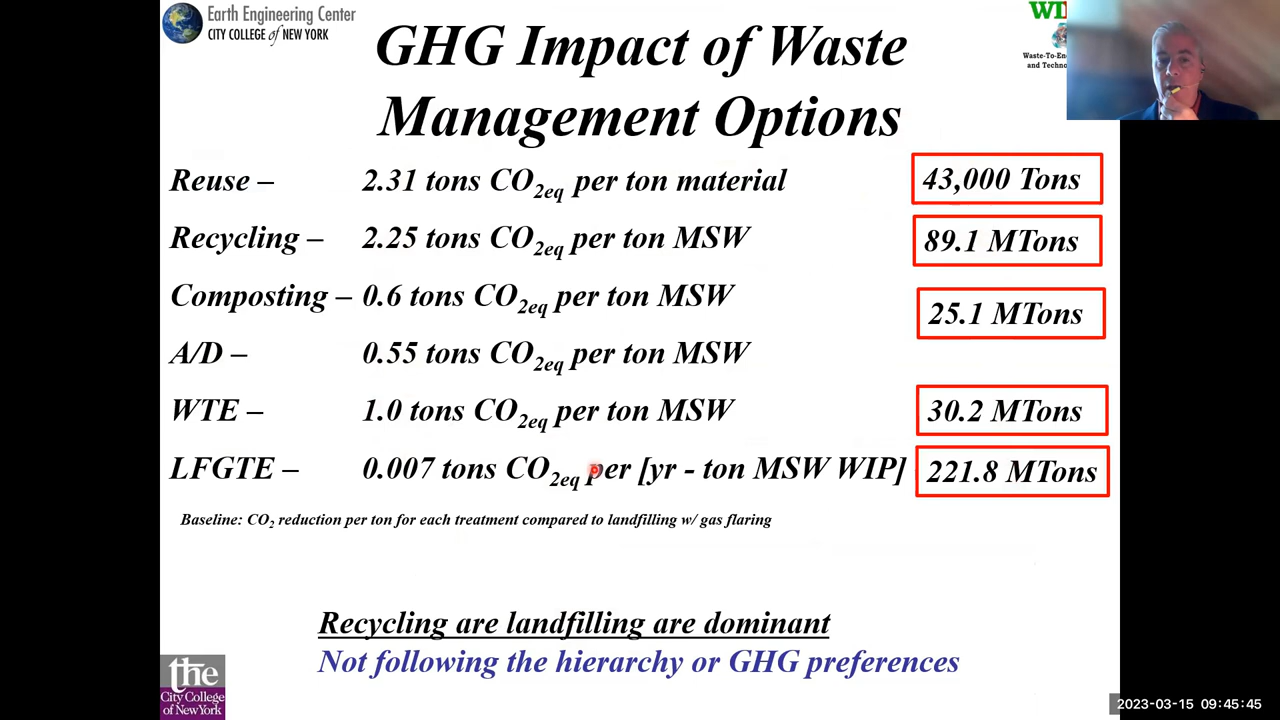 Earth Engineering Center
CITY COLLEGE of NEW YORK
GHG Impact of Waste
Management Options
Reuse – 2.31 tons CO2eq per ton material 43,000 Tons
Recycling – 2.25 tons CO2eq per ton MSW 89.1 MTons
Composting – 0.6 tons CO2eq per ton MSW 25.1 MTons
A/D – 0.55 tons CO2eq per ton MSW
WTE – 1.0 tons CO2eq per ton MSW 30.2 MTons
LFGTE – 0.007 tons CO2eq per [yr - ton MSW WIP] 221.8 MTons
Baseline: CO2 reduction per ton for each treatment compared to landfilling w/ gas flaring
Recycling are landfilling are dominant
Not following the hierarchy or GHG preferences
the
City College
of New York
2023-03-15 09:45:45